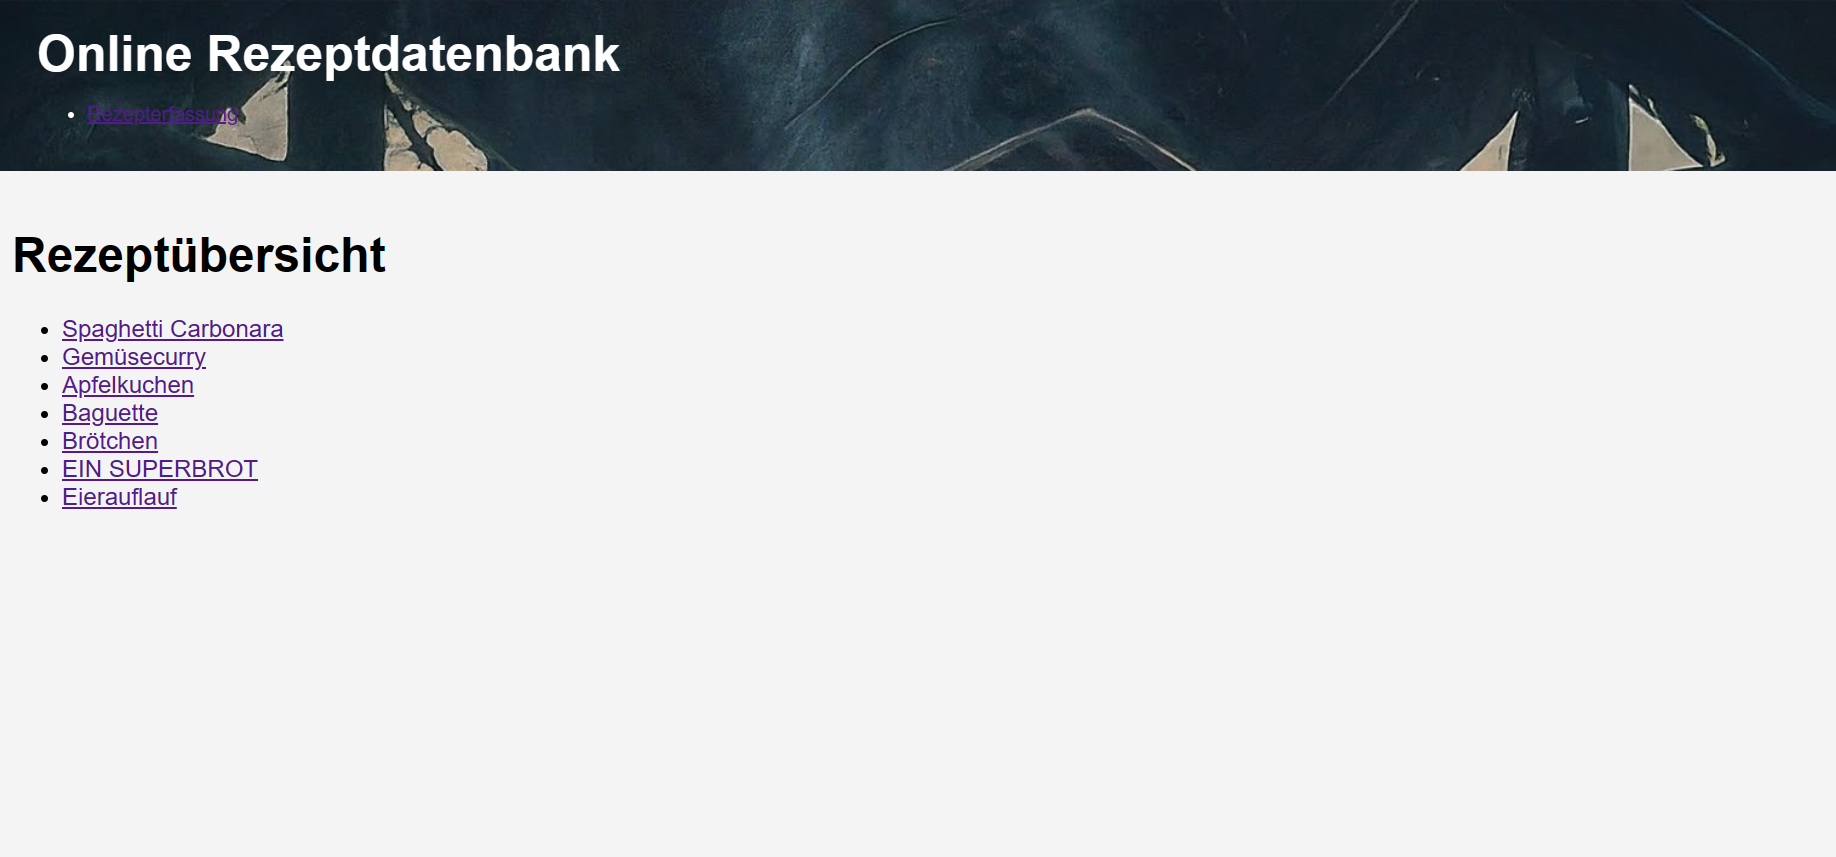 Online Rezeptdatenbank
Rezepterfassung
Rezeptübersicht
Spaghetti Carbonara
Gemüsecurry
Apfelkuchen
Baguette
Brötchen
EIN SUPERBROT
Eierauflauf